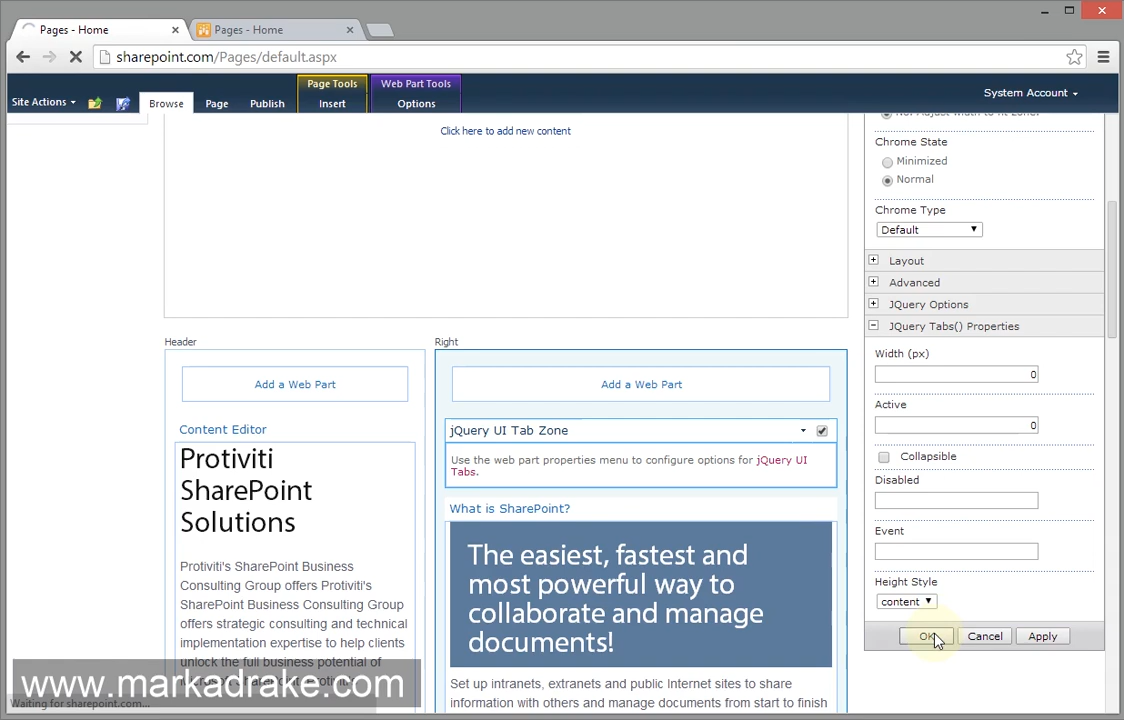 Pages - Home
Pages - Home
sharepoint.com/Pages/default.aspx
Site Actions
Browse
Page
Publish
Page Tools
Insert
Web Part Tools
Options
System Account
Click here to add new content
Header
Add a Web Part
Content Editor
Protiviti
SharePoint
Solutions
Protiviti's SharePoint Business
Consulting Group offers Protiviti's
SharePoint Business Consulting Group
offers strategic consulting and technical
implementation expertise to help clients
unlock the full business potential of
Right
Add a Web Part
jQuery UI Tab Zone
Use the web part properties menu to configure options for jQuery UI
Tabs.
What is SharePoint?
The easiest, fastest and
most powerful way to
collaborate and manage
documents!
Set up intranets, extranets and public Internet sites to share
information with others and manage documents from start to finish
No. Adjust width to fit zone.
Chrome State
Minimized
Normal
Chrome Type
Default
Layout
Advanced
JQuery Options
JQuery Tabs() Properties
Width (px)
0
Active
0
Collapsible
Disabled
Event
Height Style
content
OK
Cancel
Apply
www.markadrake.com
Waiting for sharepoint.com...